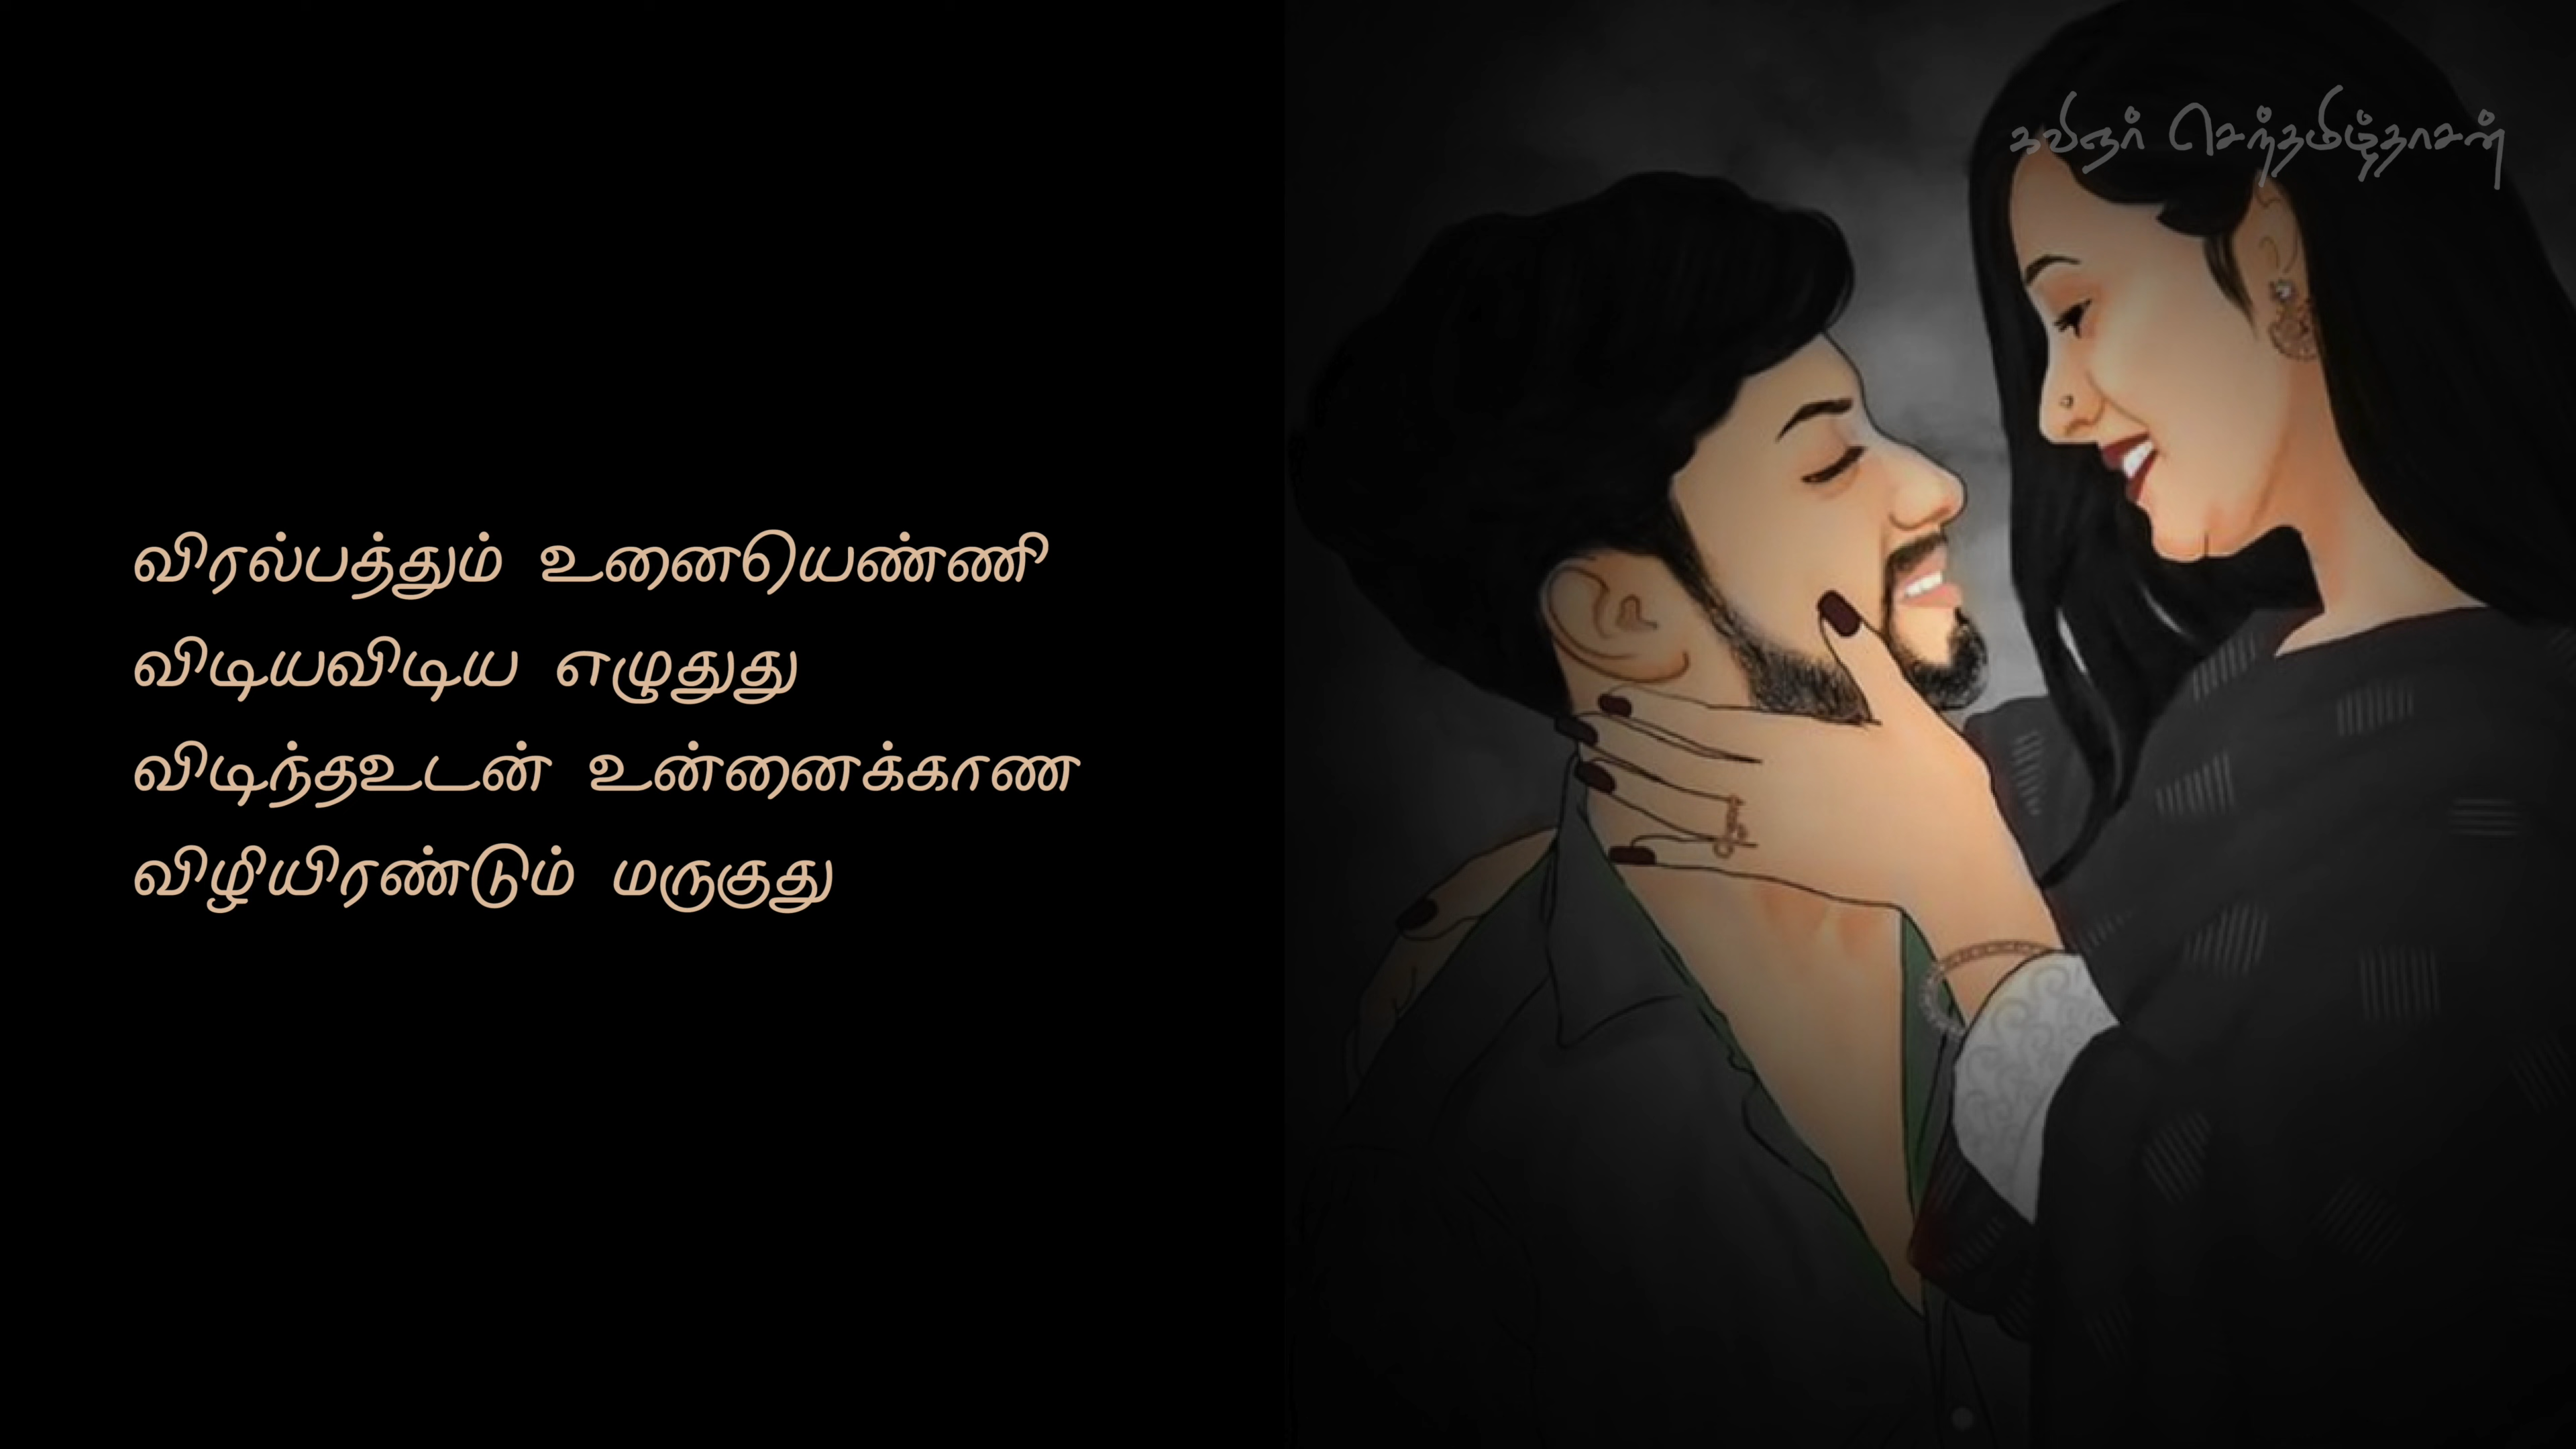 கவிஞர் செந்தமிழ்தாசன்
விரல்பத்தும் உனையெண்ணி
விடியவிடிய எழுதுது
விடிந்தஉடன் உன்னைக்காண
விழியிரண்டும் மருகுது